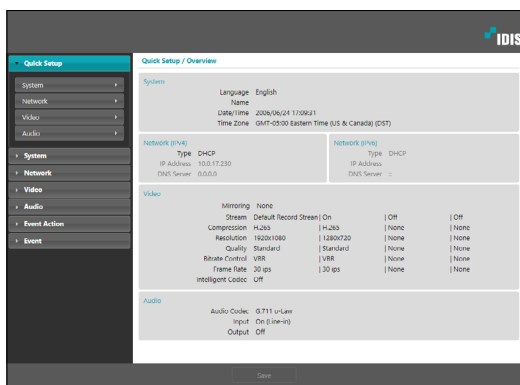 IDIS
Quick Setup
System
Network
Video
Audio
System
Network
Video
Audio
Event Action
Event
Quick Setup / Overview
System
Language English
Name
Date/Time 2006/06/24 17:09:31
Time Zone GMT-05:00 Eastern Time (US & Canada) (DST)
Network (IPv4)
Type DHCP
IP Address 10.0.17.230
DNS Server 0.0.0.0
Network (IPv6)
Type DHCP
IP Address
DNS Server ::
Video
Mirroring None
Stream Default Record Stream | On | Off | Off
Compression H.265 | H.265 | None | None
Resolution 1920x1080 | 1280x720 | None | None
Quality Standard | Standard | None | None
Bitrate Control VBR | VBR | None | None
Frame Rate 30 ips | 30 ips | None | None
Intelligent Codec Off
Audio
Audio Codec G.711 u-Law
Input On (Line-in)
Output Off
Save